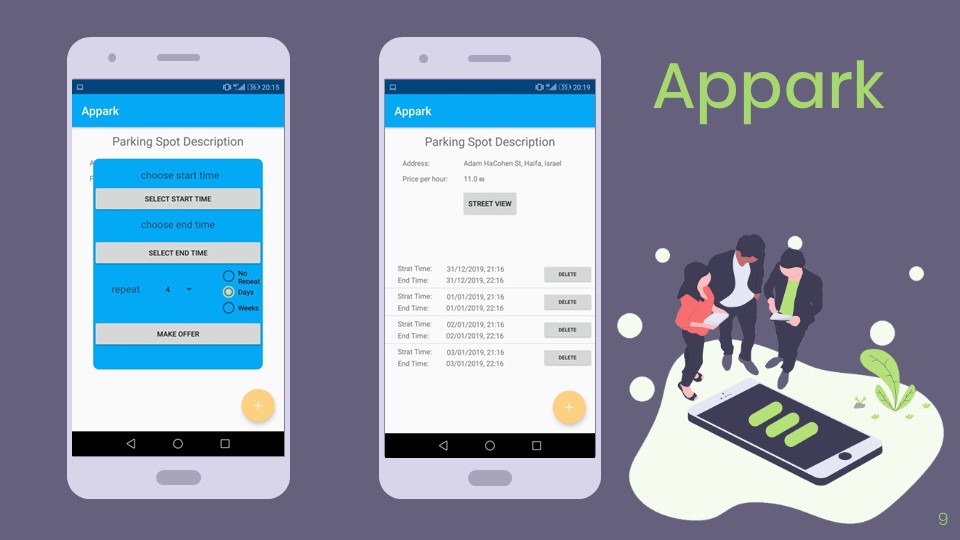 Appark
56 20:15
Appark
Parking Spot Description
choose start time
SELECT START TIME
choose end time
SELECT END TIME
repeat 4
No Repeat
Days
Weeks
MAKE OFFER
+
55 20:19
Appark
Parking Spot Description
Address: Adam HaCohen St, Haifa, Israel
Price per hour: 11.0 ₪
STREET VIEW
Strat Time: 31/12/2019, 21:16
End Time: 31/12/2019, 22:16
DELETE
Strat Time: 01/01/2019, 21:16
End Time: 01/01/2019, 22:16
DELETE
Strat Time: 02/01/2019, 21:16
End Time: 02/01/2019, 22:16
DELETE
Strat Time: 03/01/2019, 21:16
End Time: 03/01/2019, 22:16
DELETE
+
9